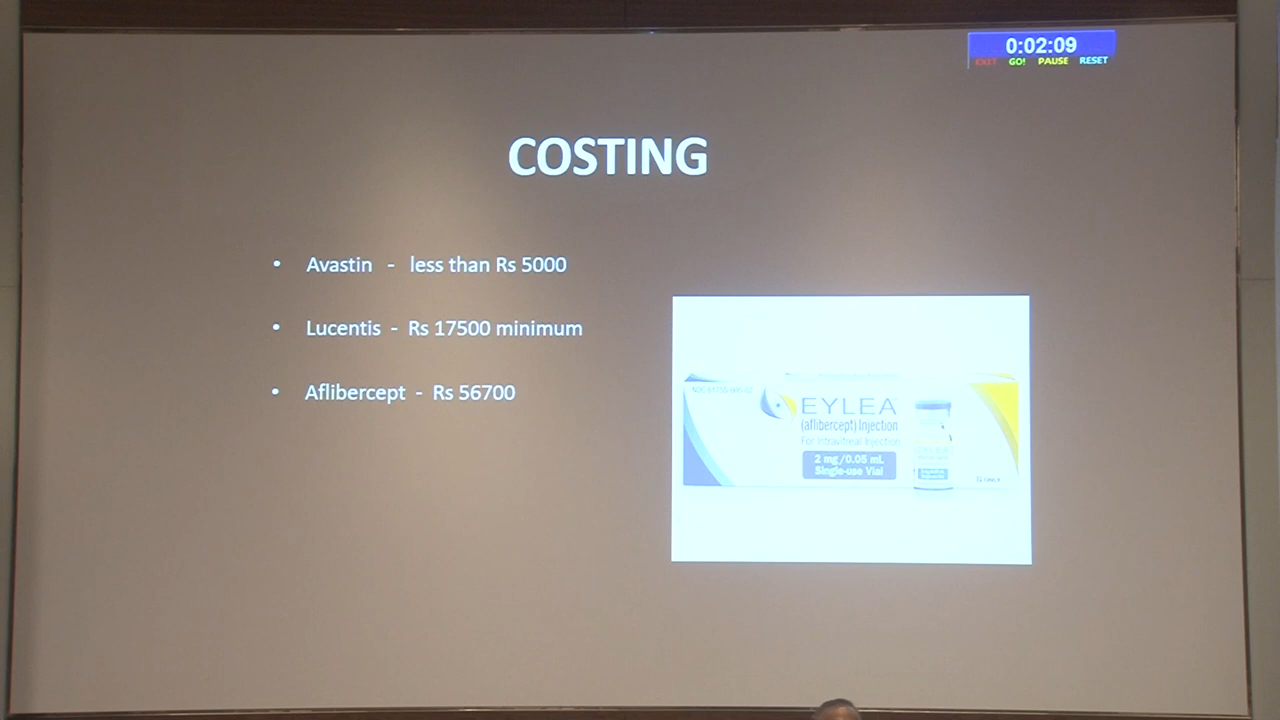 0:02:09
EXIT GO! PAUSE RESET
COSTING
• Avastin - less than Rs 5000
• Lucentis - Rs 17500 minimum
• Aflibercept - Rs 56700
EYLEA
(aflibercept) Injection
For Intravitreal Injection
2 mg/0.05 mL
Single-use Vial
ONLY